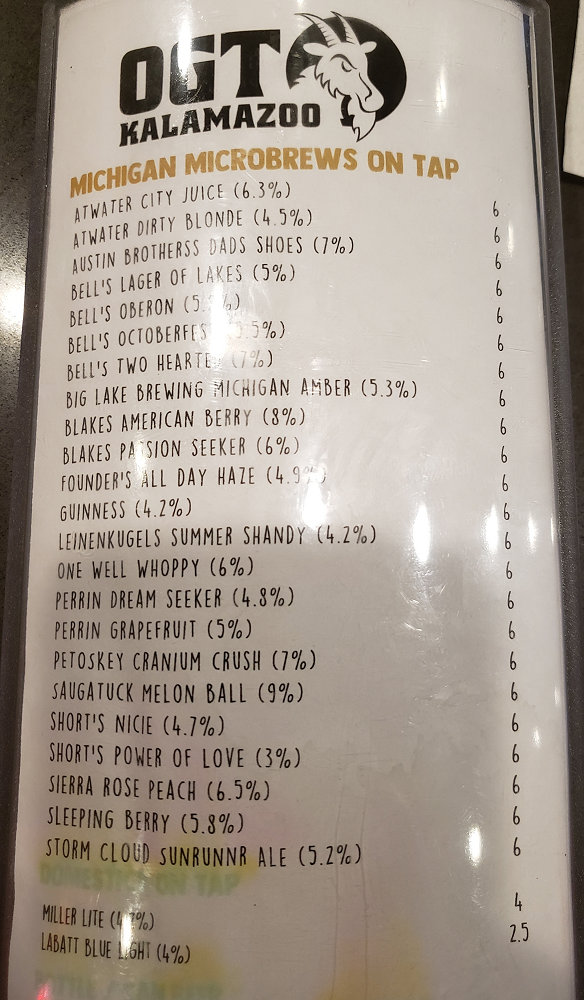 OGT
KALAMAZOO
MICHIGAN MICROBREWS ON TAP
ATWATER CITY JUICE (6.3%) 6
ATWATER DIRTY BLONDE (4.5%) 6
AUSTIN BROTHERSS DADS SHOES (7%) 6
BELL'S LAGER OF LAKES (5%) 6
BELL'S OBERON 6
BELL'S OCTOBERFEST 6
BELL'S TWO HEARTED (7%) 6
BIG LAKE BREWING MICHIGAN AMBER (5.3%) 6
BLAKES AMERICAN BERRY (8%) 6
BLAKES PASSION SEEKER (6%) 6
FOUNDER'S ALL DAY HAZE (4.9%) 6
GUINNESS (4.2%) 6
LEINENKUGELS SUMMER SHANDY (4.2%) 6
ONE WELL WHOPPY (6%) 6
PERRIN DREAM SEEKER (4.8%) 6
PERRIN GRAPEFRUIT (5%) 6
PETOSKEY CRANIUM CRUSH (7%) 6
SAUGATUCK MELON BALL (9%) 6
SHORT'S NICIE (4.7%) 6
SHORT'S POWER OF LOVE (3%) 6
SIERRA ROSE PEACH (6.5%) 6
SLEEPING BERRY (5.8%) 6
STORM CLOUD SUNRUNNR ALE (5.2%) 6
DOMESTICS ON TAP
MILLER LITE 4
LABATT BLUE LIGHT (4%) 2.5